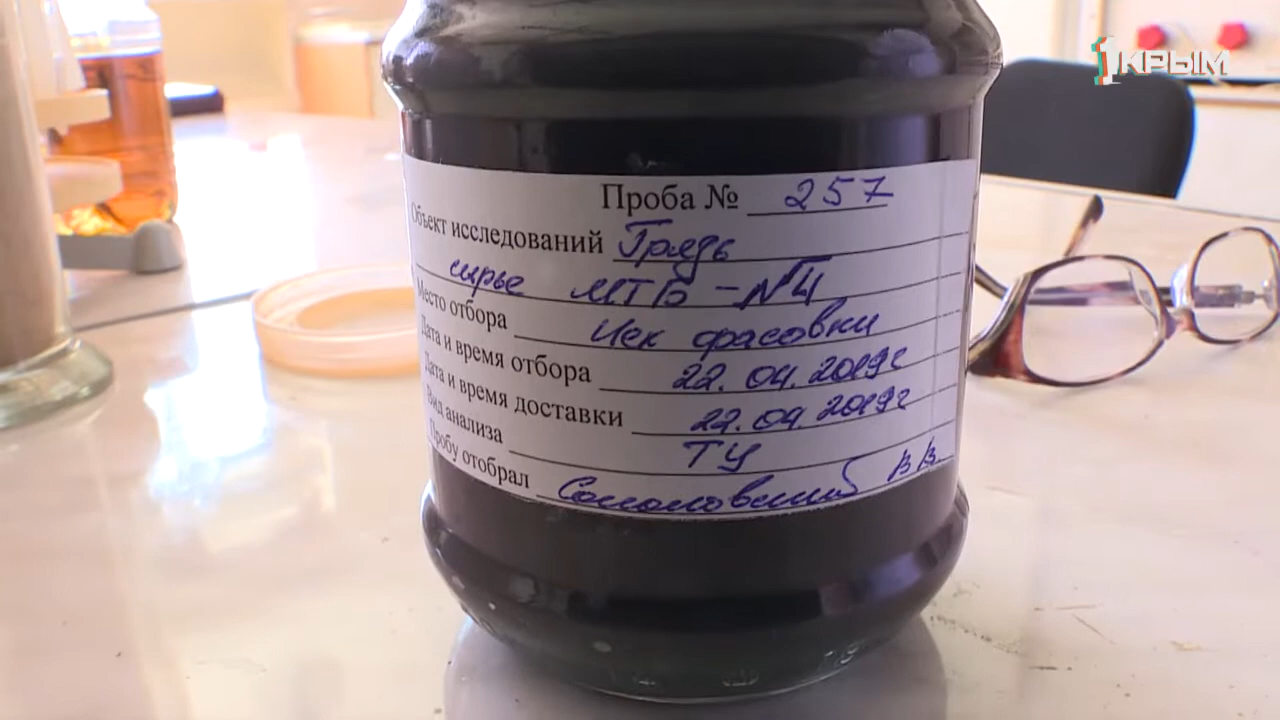 1КРЫМ
Проба № 257
Объект исследований Грязь
сырье МТБ-№4
Место отбора Цех фасовки
Дата и время отбора 22.04.2019г
Дата и время доставки 22.04.2019г
Вид анализа ТУ
Пробу отобрал В.В.